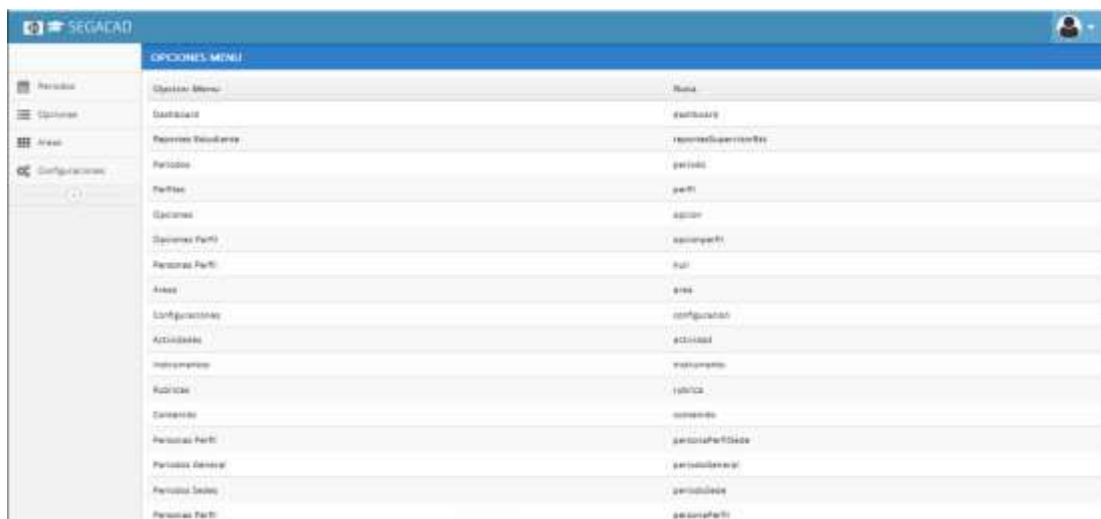 SEGACAD
OPCIONES MENU
Periodos
Opciones
Areas
Configuraciones
Opcion Menu Ruta
Dashboard dashboard
Reportes Estudiante
Periodos periodo
Perfiles perfil
Opciones opcion
Opciones Perfil opcionperfil
Personas Perfil null
Areas area
Configuraciones configuracion
Actividades actividad
Instrumentos instrumento
Rubricas rubrica
Contenido contenido
Personas Perfil personaPerfilSede
Periodos General periodoGeneral
Periodos Sedes periodoSede
Personas Perfil personaPerfil